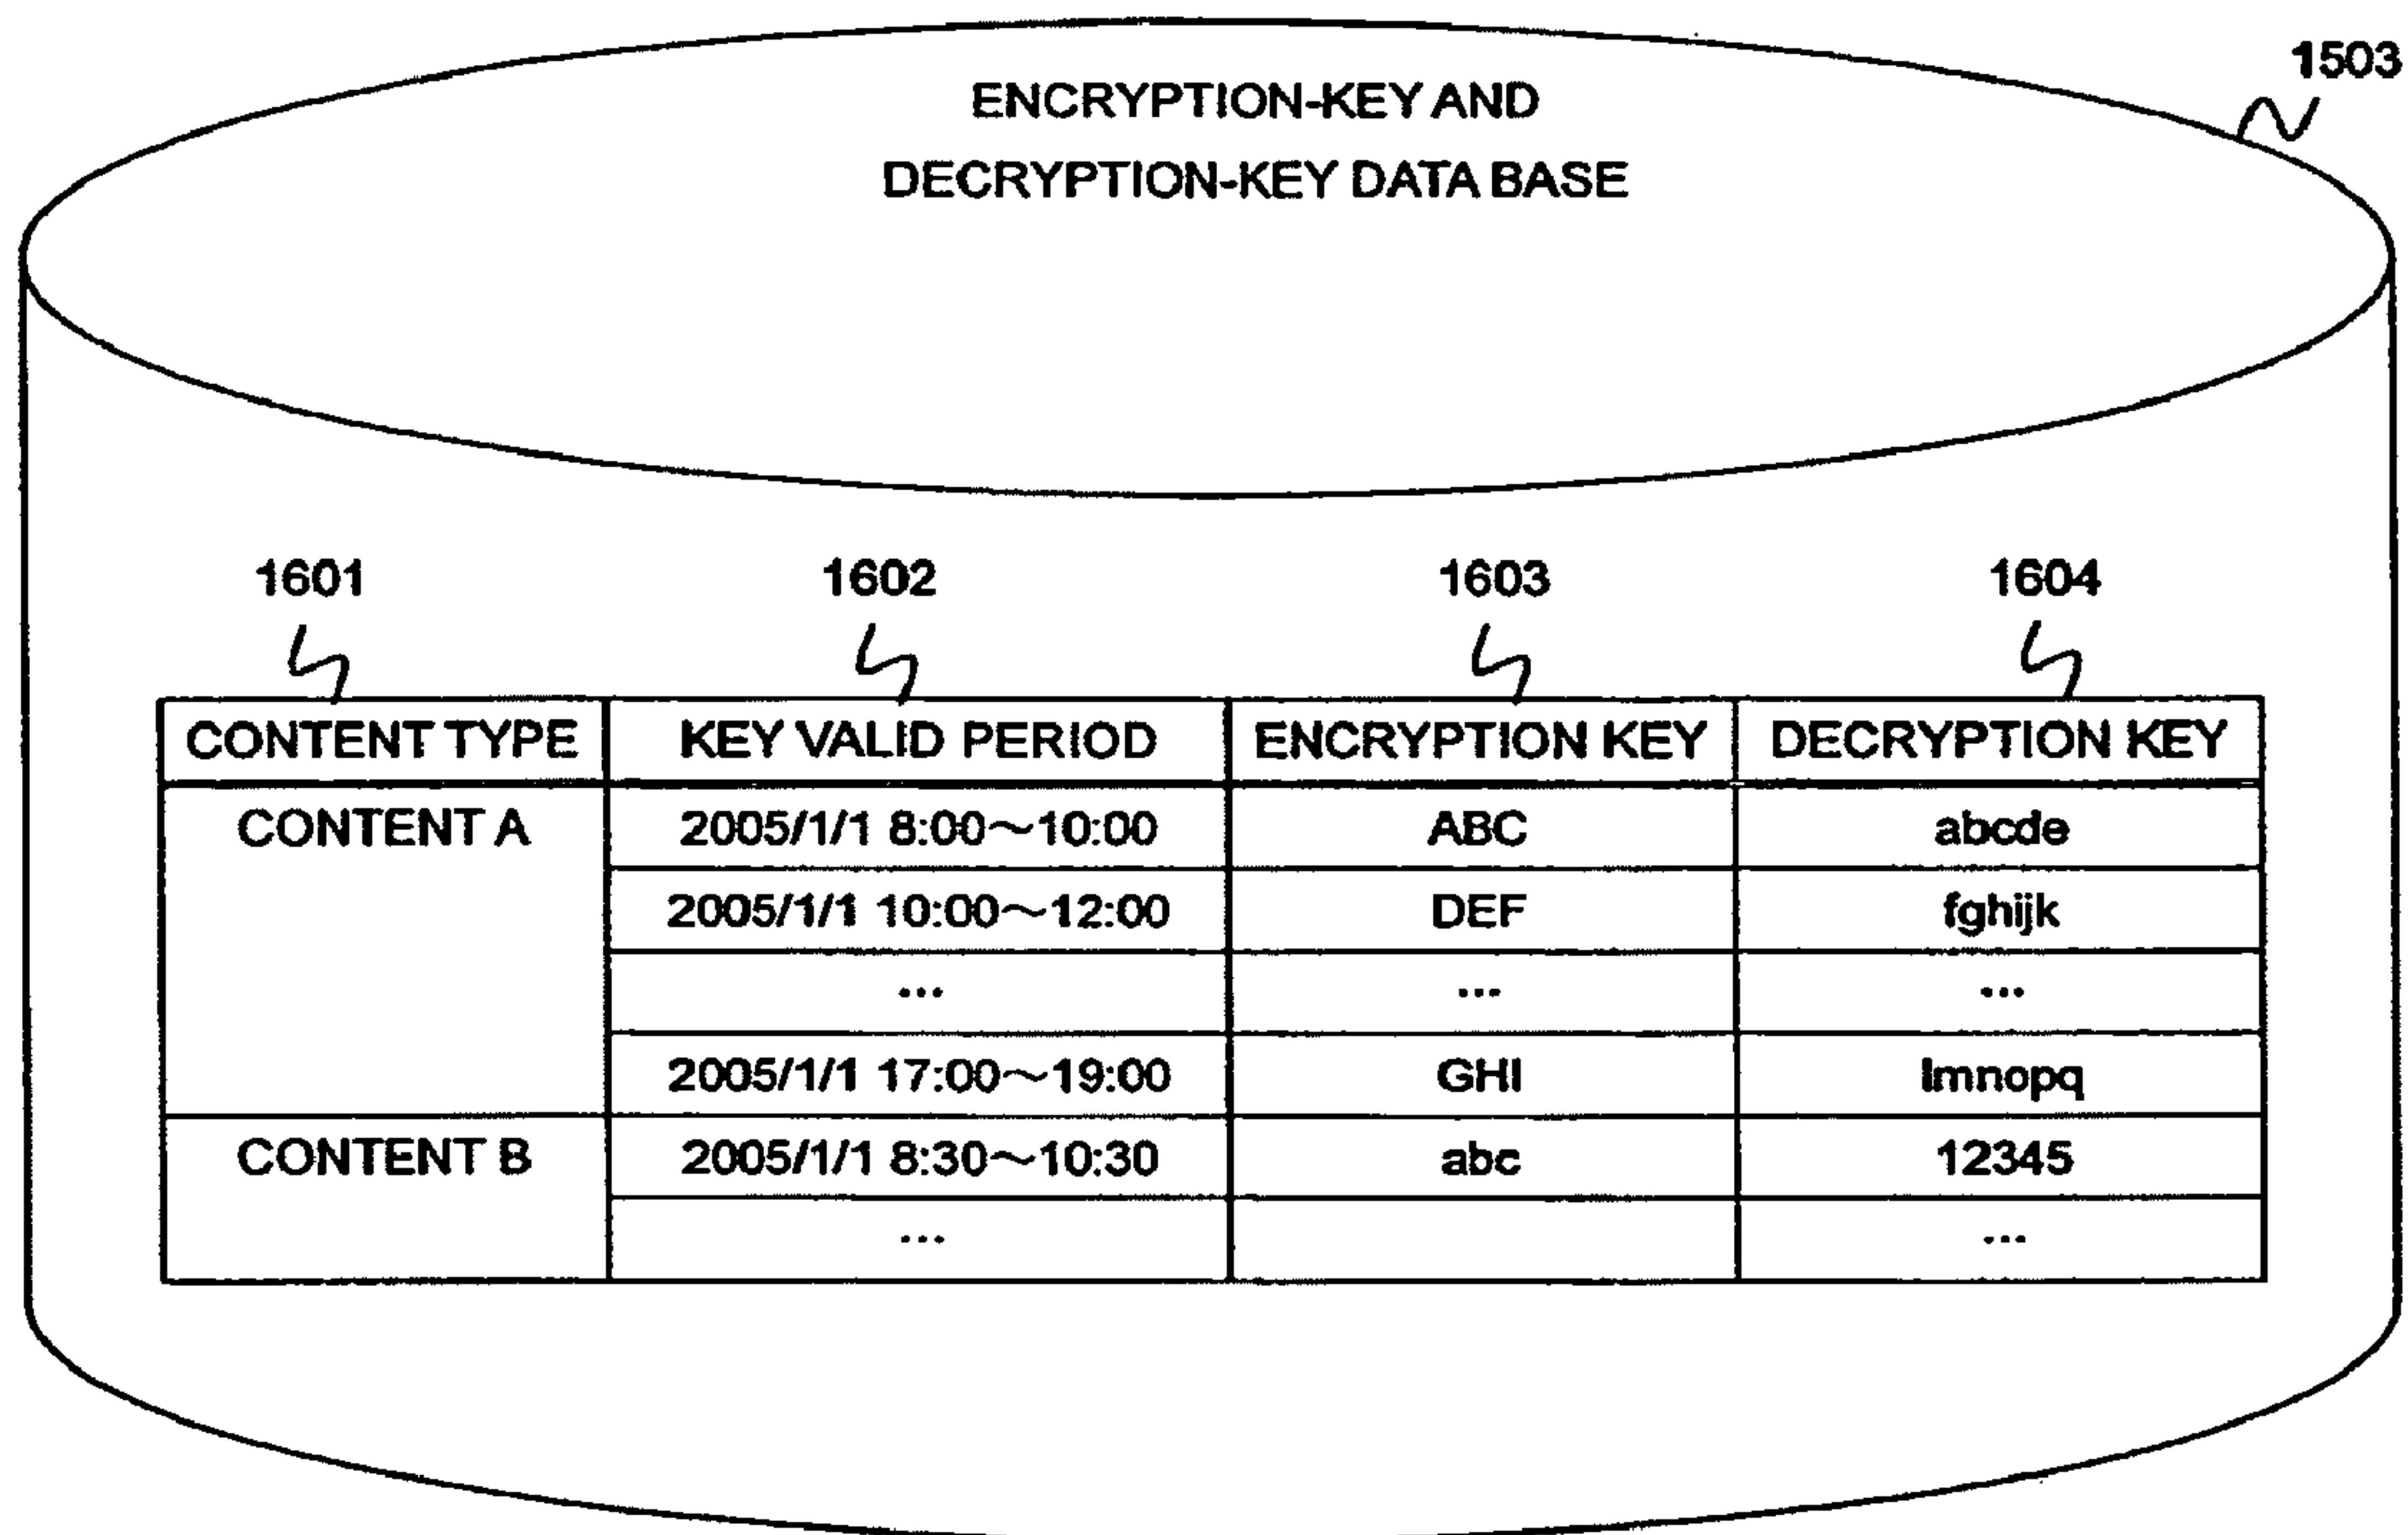 1503
ENCRYPTION-KEY AND
DECRYPTION-KEY DATA BASE
1601 1602 1603 1604
CONTENT TYPE KEY VALID PERIOD ENCRYPTION KEY DECRYPTION KEY
CONTENT A 2005/1/1 8:00～10:00 ABC abcde
2005/1/1 10:00～12:00 DEF fghijk
... ... ...
2005/1/1 17:00～19:00 GHI lmnopq
CONTENT B 2005/1/1 8:30～10:30 abc 12345
... ...